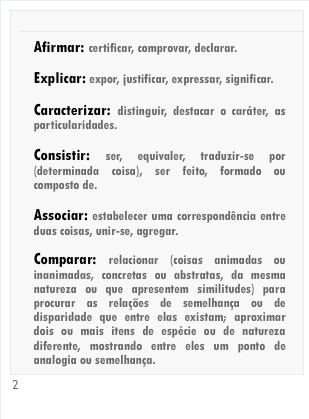 Afirmar: certificar, comprovar, declarar.
Explicar: expor, justificar, expressar, significar.
Caracterizar: distinguir, destacar o caráter, as
particularidades.
Consistir: ser, equivaler, traduzir-se por
(determinada coisa), ser feito, formado ou
composto de.
Associar: estabelecer uma correspondência entre
duas coisas, unir-se, agregar.
Comparar: relacionar (coisas animadas ou
inanimadas, concretas ou abstratas, da mesma
natureza ou que apresentem similitudes) para
procurar as relações de semelhança ou de
disparidade que entre elas existam; aproximar
dois ou mais itens de espécie ou de natureza
diferente, mostrando entre eles um ponto de
analogia ou semelhança.
2